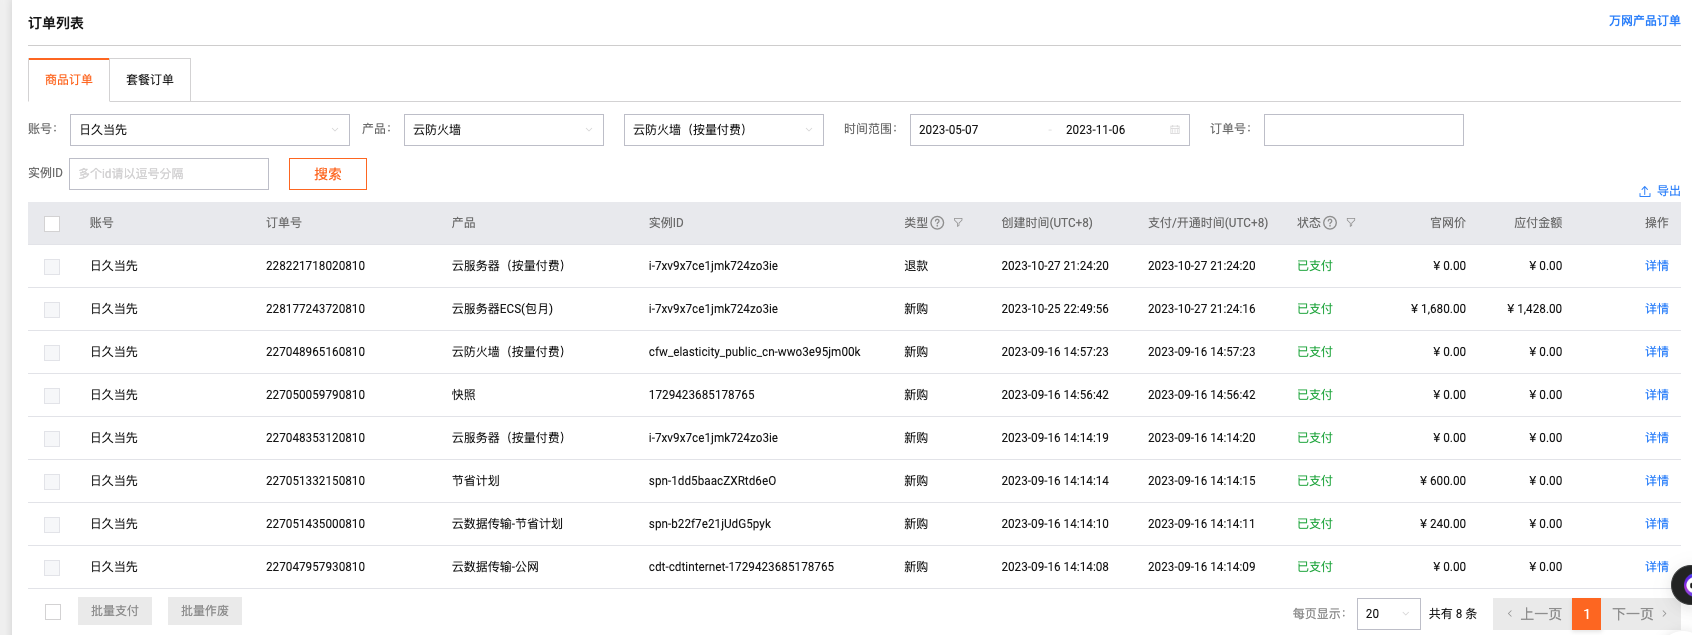 订单列表 万网产品订单
商品订单 套餐订单
账号: 日久当先 产品: 云防火墙 云防火墙（按量付费） 时间范围: 2023-05-07 - 2023-11-06 订单号:
实例ID 多个id请以逗号分隔 搜索
导出
账号 订单号 产品 实例ID 类型 创建时间(UTC+8) 支付/开通时间(UTC+8) 状态 官网价 应付金额 操作
日久当先 228221718020810 云服务器（按量付费） i-7xv9x7ce1jmk724zo3ie 退款 2023-10-27 21:24:20 2023-10-27 21:24:20 已支付 ¥ 0.00 ¥ 0.00 详情
日久当先 228177243720810 云服务器ECS(包月) i-7xv9x7ce1jmk724zo3ie 新购 2023-10-25 22:49:56 2023-10-27 21:24:16 已支付 ¥ 1,680.00 ¥ 1,428.00 详情
日久当先 227048965160810 云防火墙（按量付费） cfw_elasticity_public_cn-wwo3e95jm00k 新购 2023-09-16 14:57:23 2023-09-16 14:57:23 已支付 ¥ 0.00 ¥ 0.00 详情
日久当先 227050059790810 快照 1729423685178765 新购 2023-09-16 14:56:42 2023-09-16 14:56:42 已支付 ¥ 0.00 ¥ 0.00 详情
日久当先 227048353120810 云服务器（按量付费） i-7xv9x7ce1jmk724zo3ie 新购 2023-09-16 14:14:19 2023-09-16 14:14:20 已支付 ¥ 0.00 ¥ 0.00 详情
日久当先 227051332150810 节省计划 spn-1dd5baacZXRtd6eO 新购 2023-09-16 14:14:14 2023-09-16 14:14:15 已支付 ¥ 600.00 ¥ 0.00 详情
日久当先 227051435000810 云数据传输-节省计划 spn-b22f7e21jUdG5pyk 新购 2023-09-16 14:14:10 2023-09-16 14:14:11 已支付 ¥ 240.00 ¥ 0.00 详情
日久当先 227047957930810 云数据传输-公网 cdt-cdtinternet-1729423685178765 新购 2023-09-16 14:14:08 2023-09-16 14:14:09 已支付 ¥ 0.00 ¥ 0.00 详情
批量支付 批量作废 每页显示: 20 共有 8 条 上一页 1 下一页